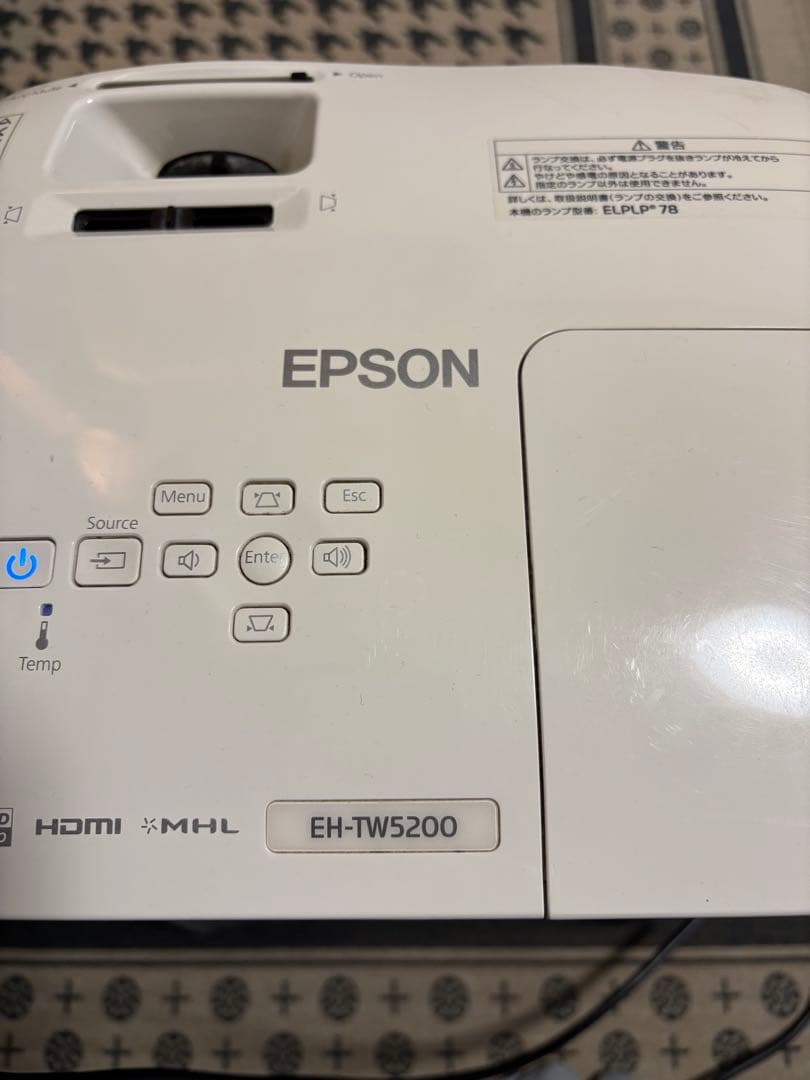 Open
警告
ランプ交換は、必ず電源プラグを抜きランプが冷えてから
行なってください。
やけどや感電の原因となることがあります。
指定のランプ以外は使用できません。
詳しくは、取扱説明書(ランプの交換)をご参照ください。
本機のランプ型番: ELPLP®78
EPSON
Menu
Esc
Source
Enter
Temp
HDMI MHL EH-TW5200